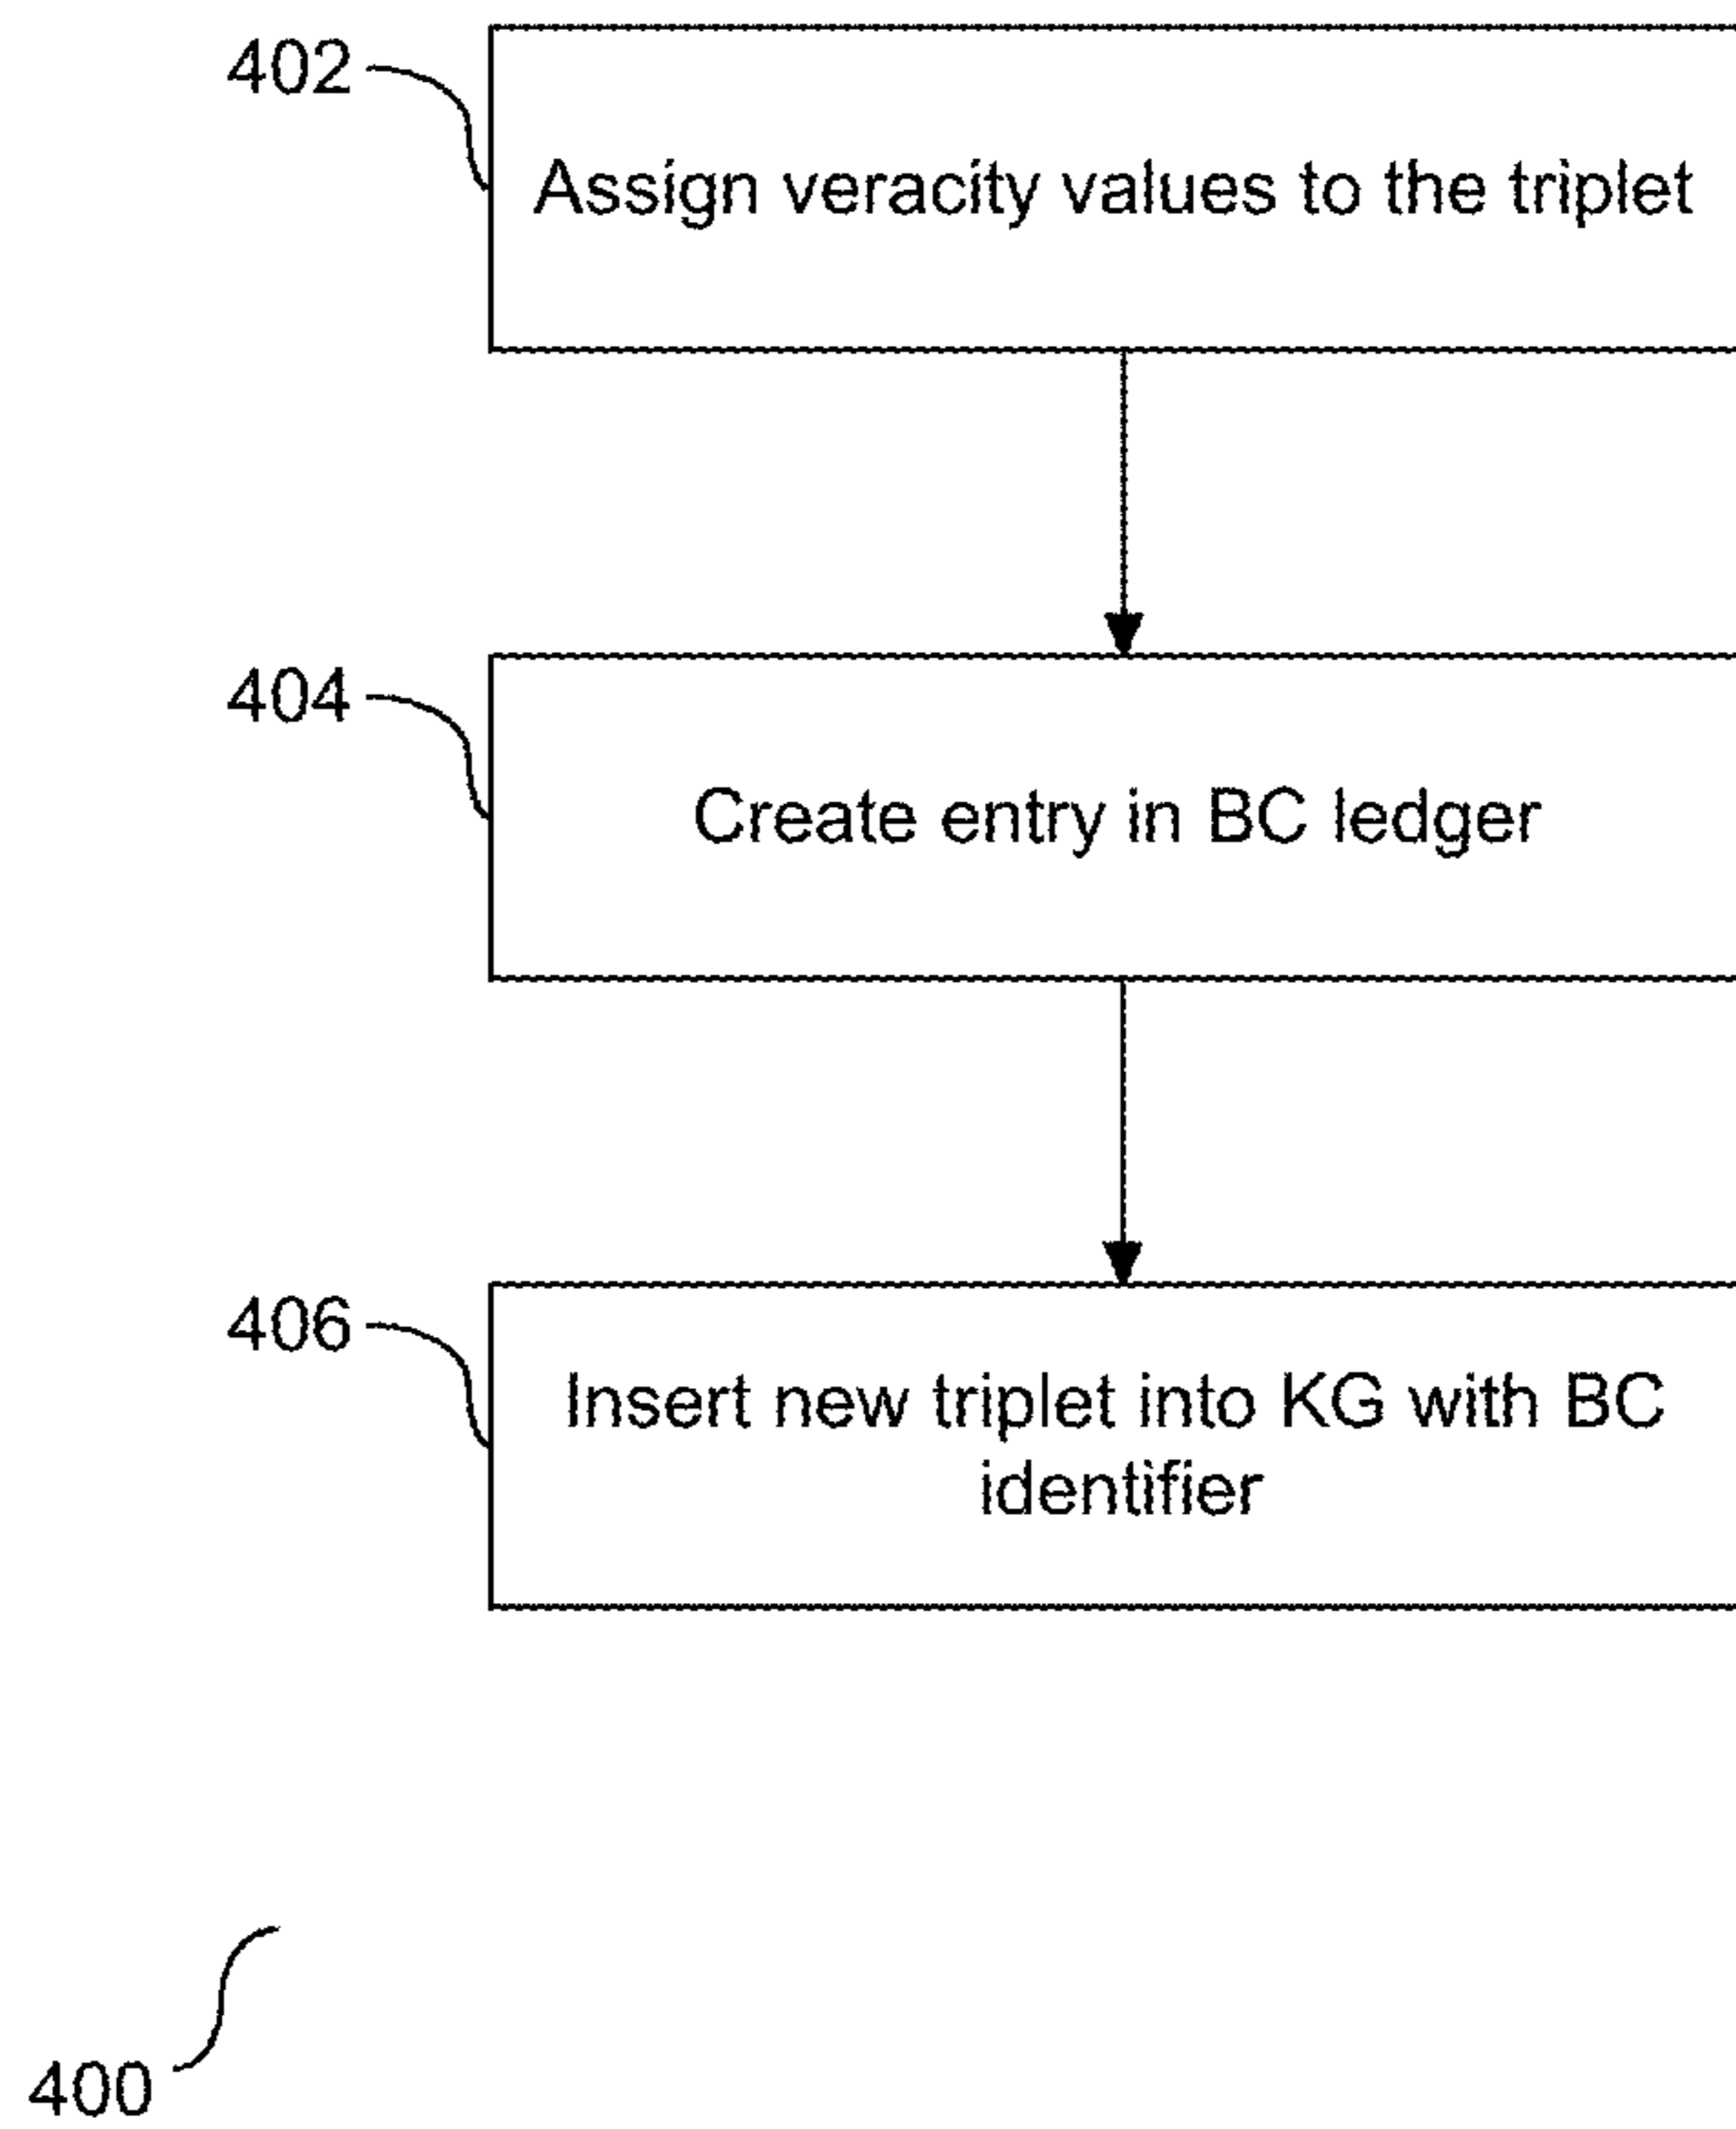 402
Assign veracity values to the triplet
404
Create entry in BC ledger
406
Insert new triplet into KG with BC
identifier
400